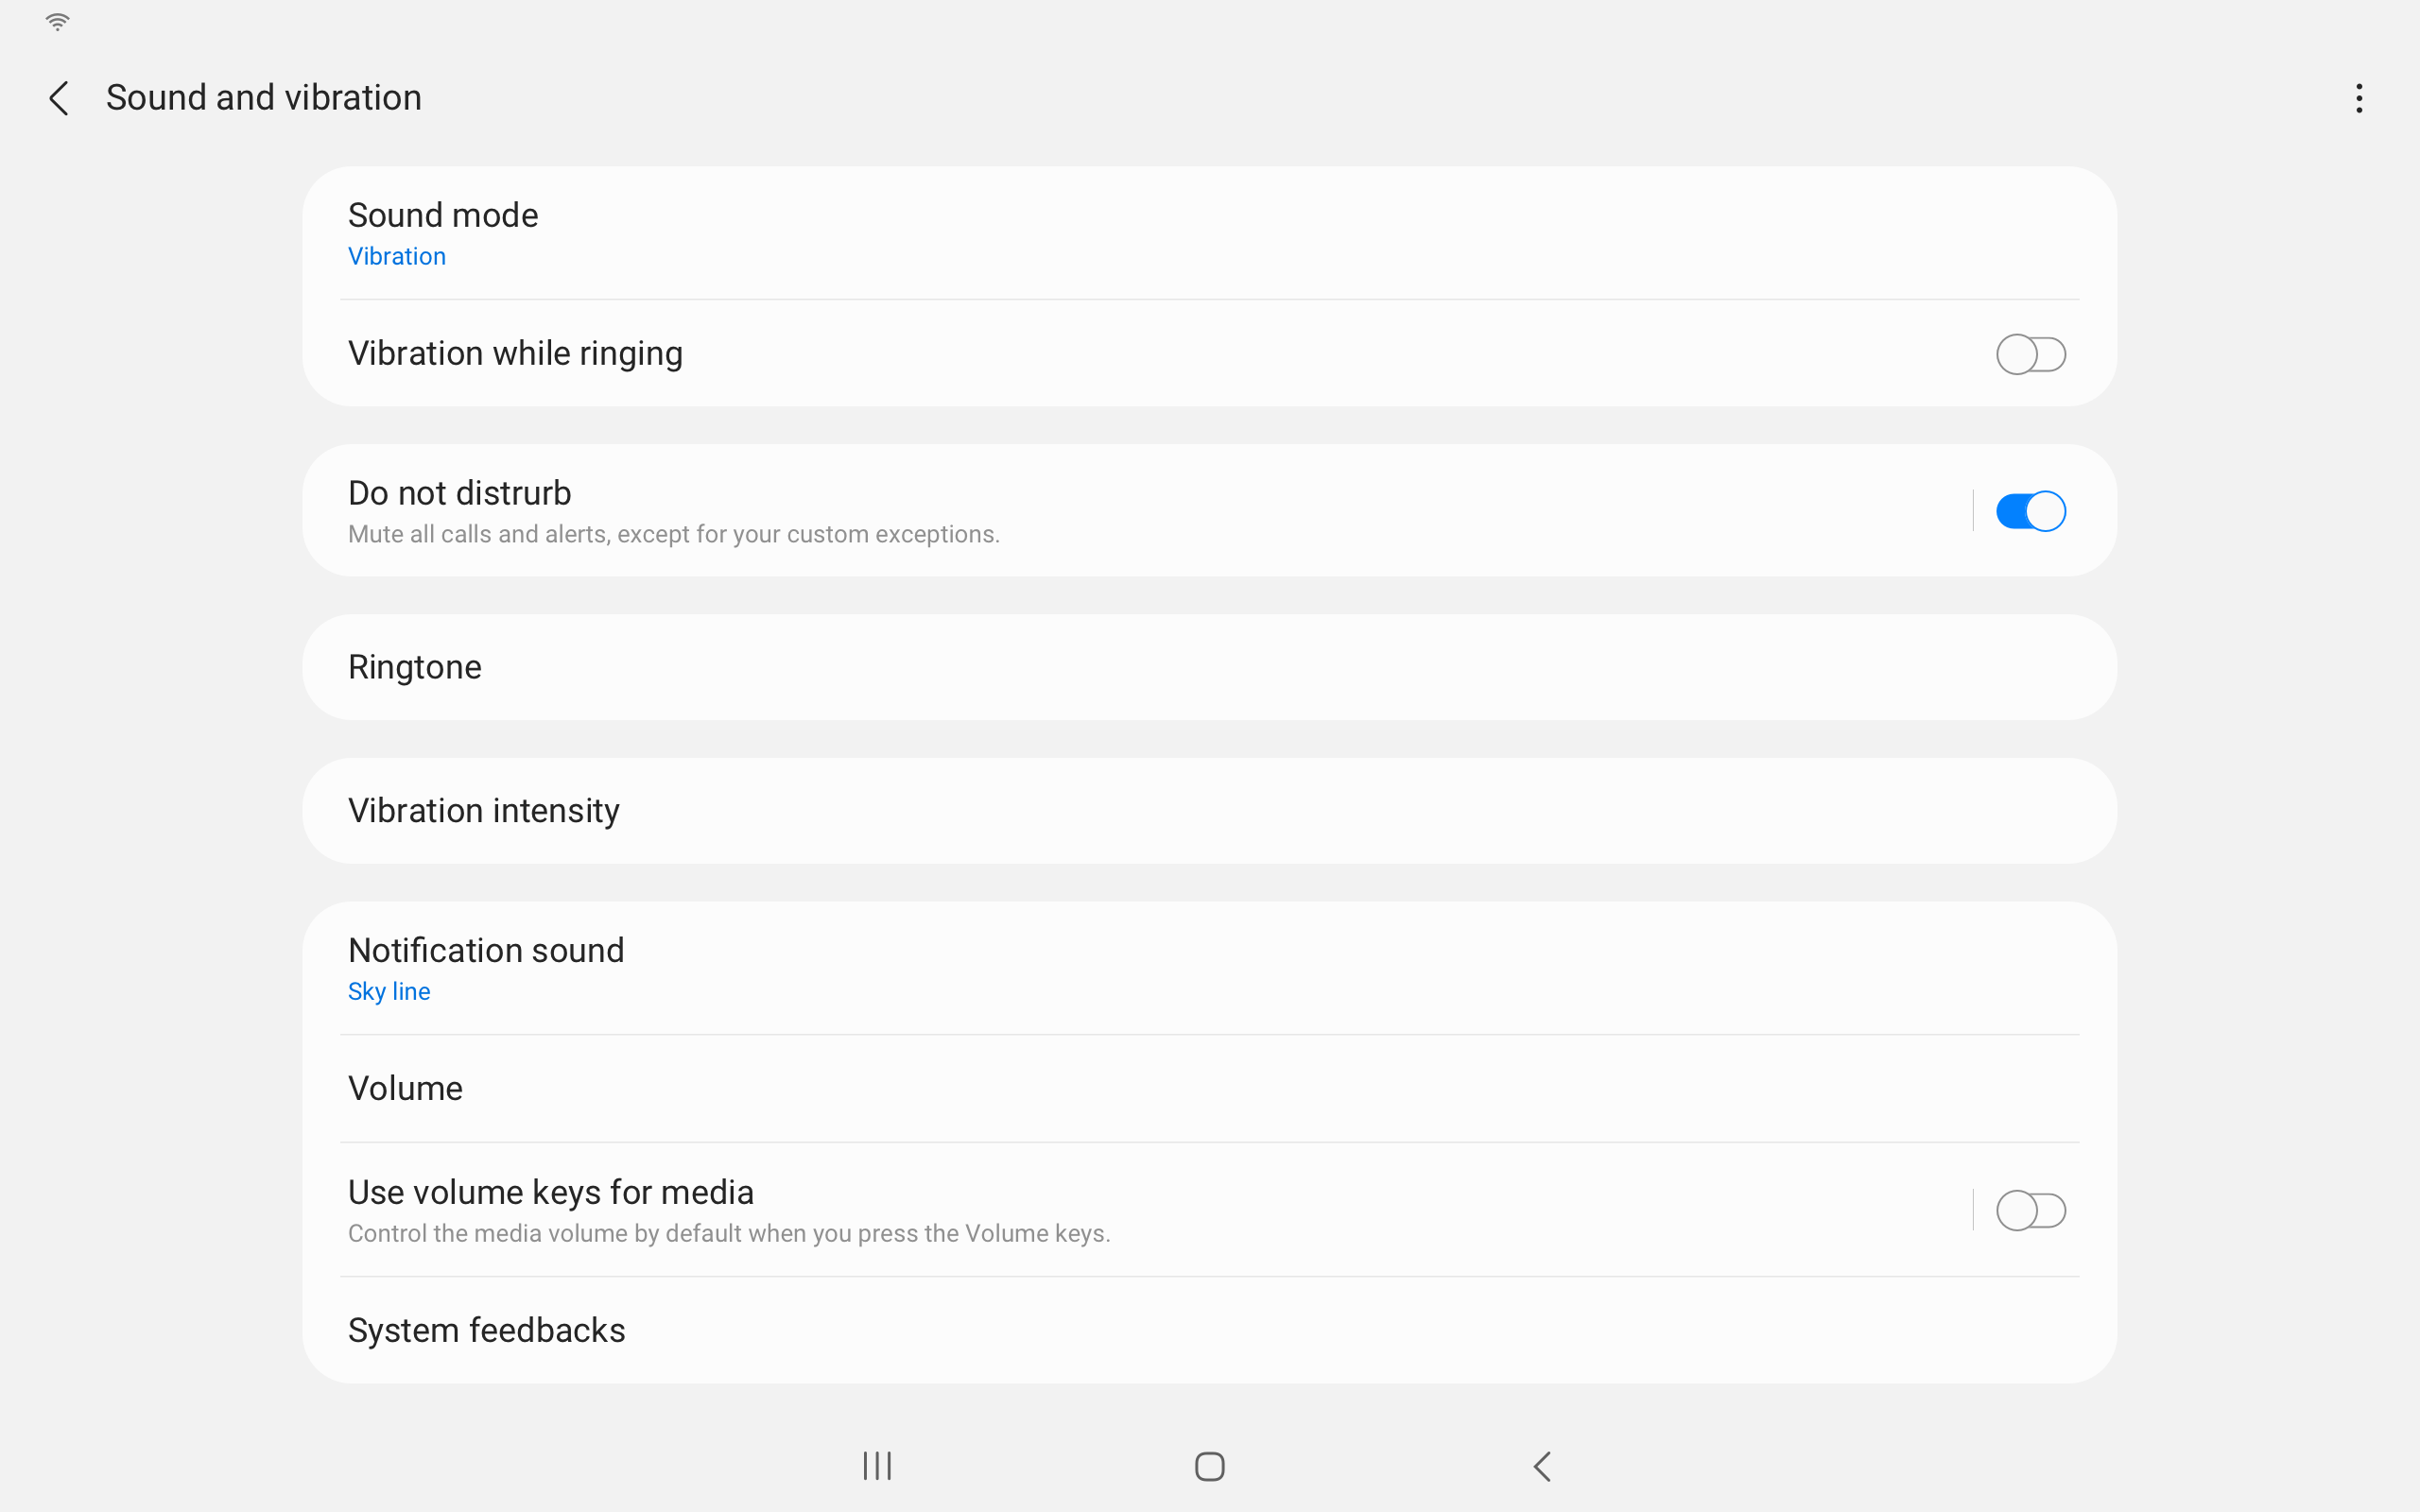 Sound and vibration
Sound mode
Vibration
Vibration while ringing
Do not distrurb
Mute all calls and alerts, except for your custom exceptions.
Ringtone
Vibration intensity
Notification sound
Sky line
Volume
Use volume keys for media
Control the media volume by default when you press the Volume keys.
System feedbacks